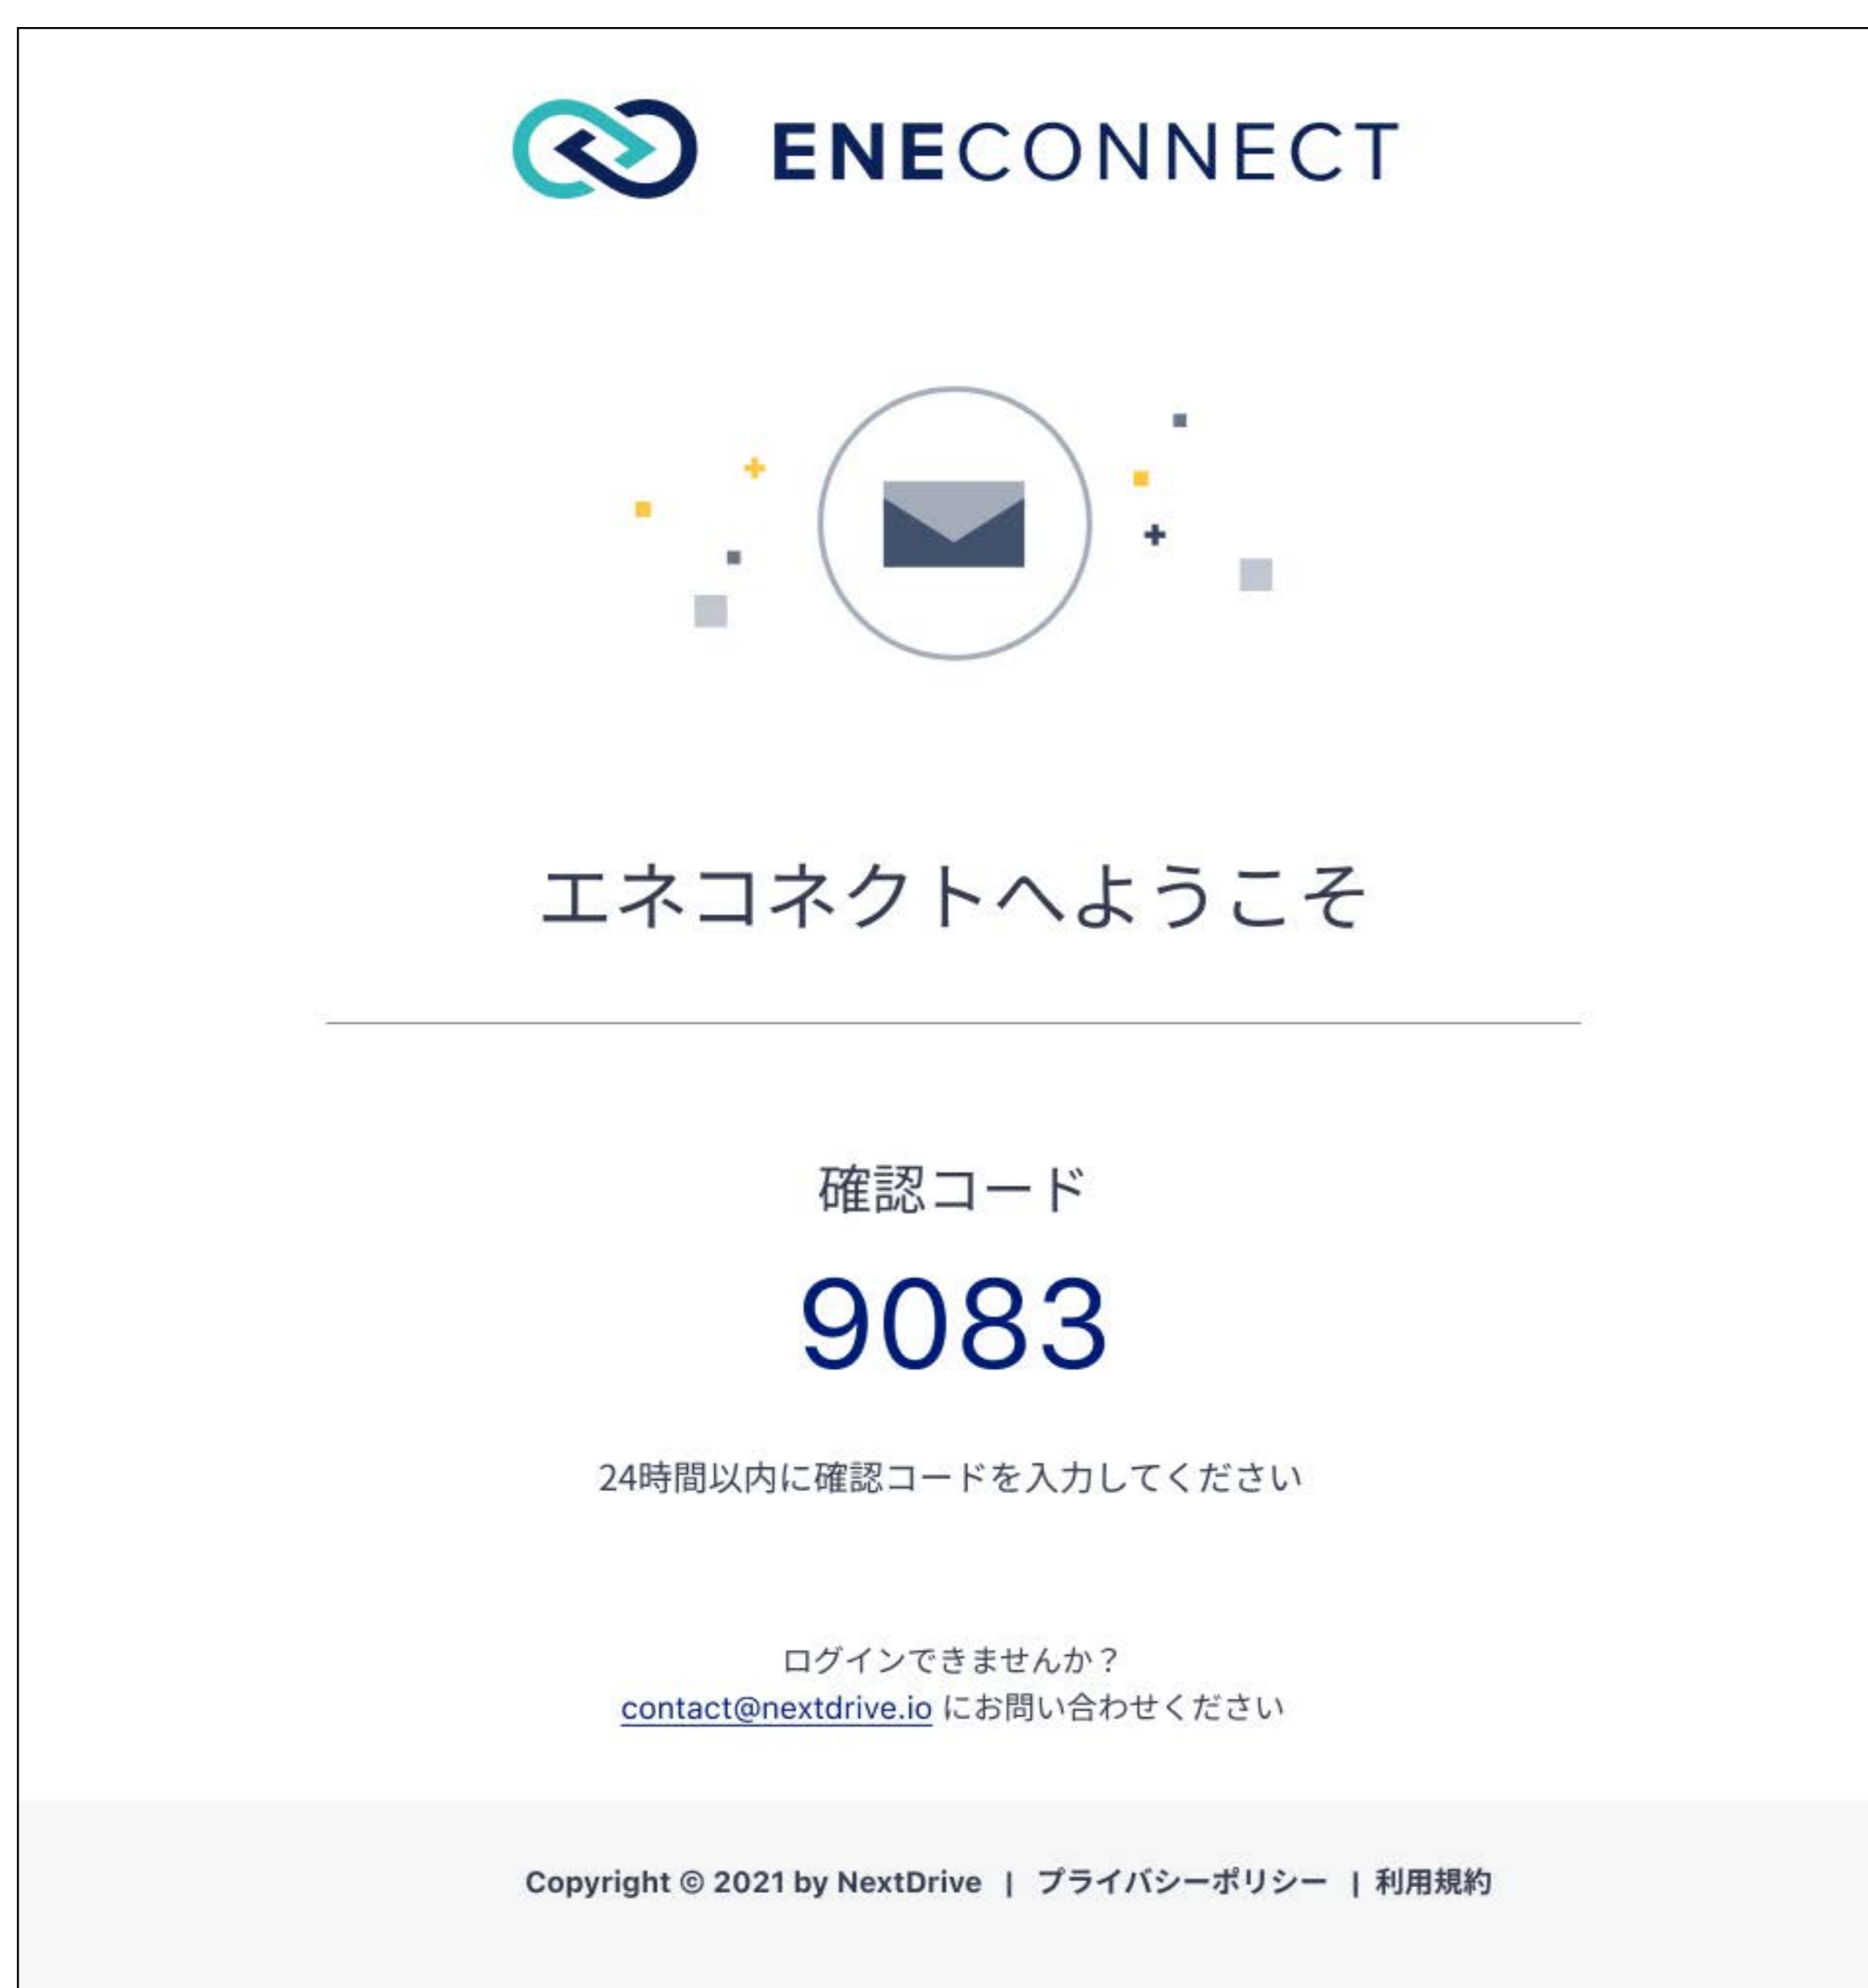 ENECONNECT
エネコネクトへようこそ
確認コード
9083
24時間以内に確認コードを入力してください
ログインできませんか？
contact@nextdrive.io にお問い合わせください
Copyright © 2021 by NextDrive | プライバシーポリシー | 利用規約